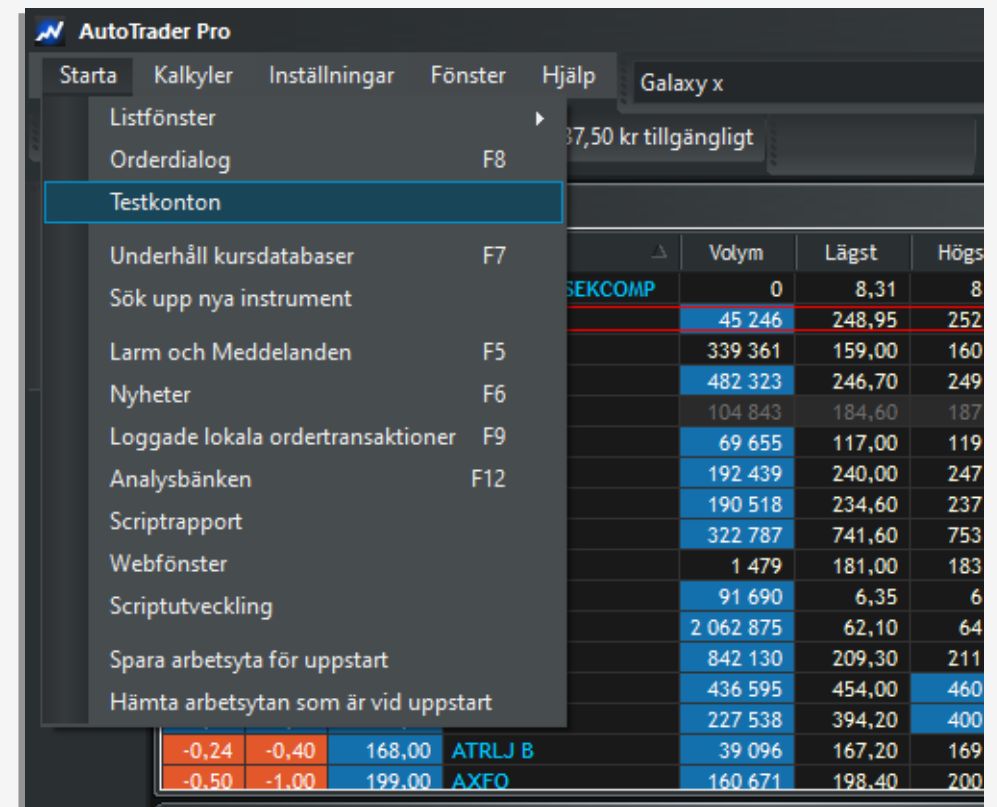 AutoTrader Pro
Starta Kalkyler Inställningar Fönster Hjälp Galaxy x
Listfönster
37,50 kr tillgängligt
Orderdialog F8
Testkonton
Underhåll kursdatabaser F7
Volym Lägst Högs
Sök upp nya instrument
SEKCOMP 0 8,31 8
45 246 248,95 252
Larm och Meddelanden F5
339 361 159,00 160
Nyheter F6
482 323 246,70 249
104 843 184,60 187
Loggade lokala ordertransaktioner F9
69 655 117,00 119
Analysbänken F12
192 439 240,00 247
190 518 234,60 237
Scriptrapport
322 787 741,60 753
Webfönster
1 479 181,00 183
Scriptutveckling
91 690 6,35 6
2 062 875 62,10 64
Spara arbetsyta för uppstart
842 130 209,30 211
Hämta arbetsytan som är vid uppstart
436 595 454,00 460
227 538 394,20 400
-0,24 -0,40 168,00 ATRLJ B 39 096 167,20 169
-0,50 -1,00 199,00 AXFO 160 671 198,40 200